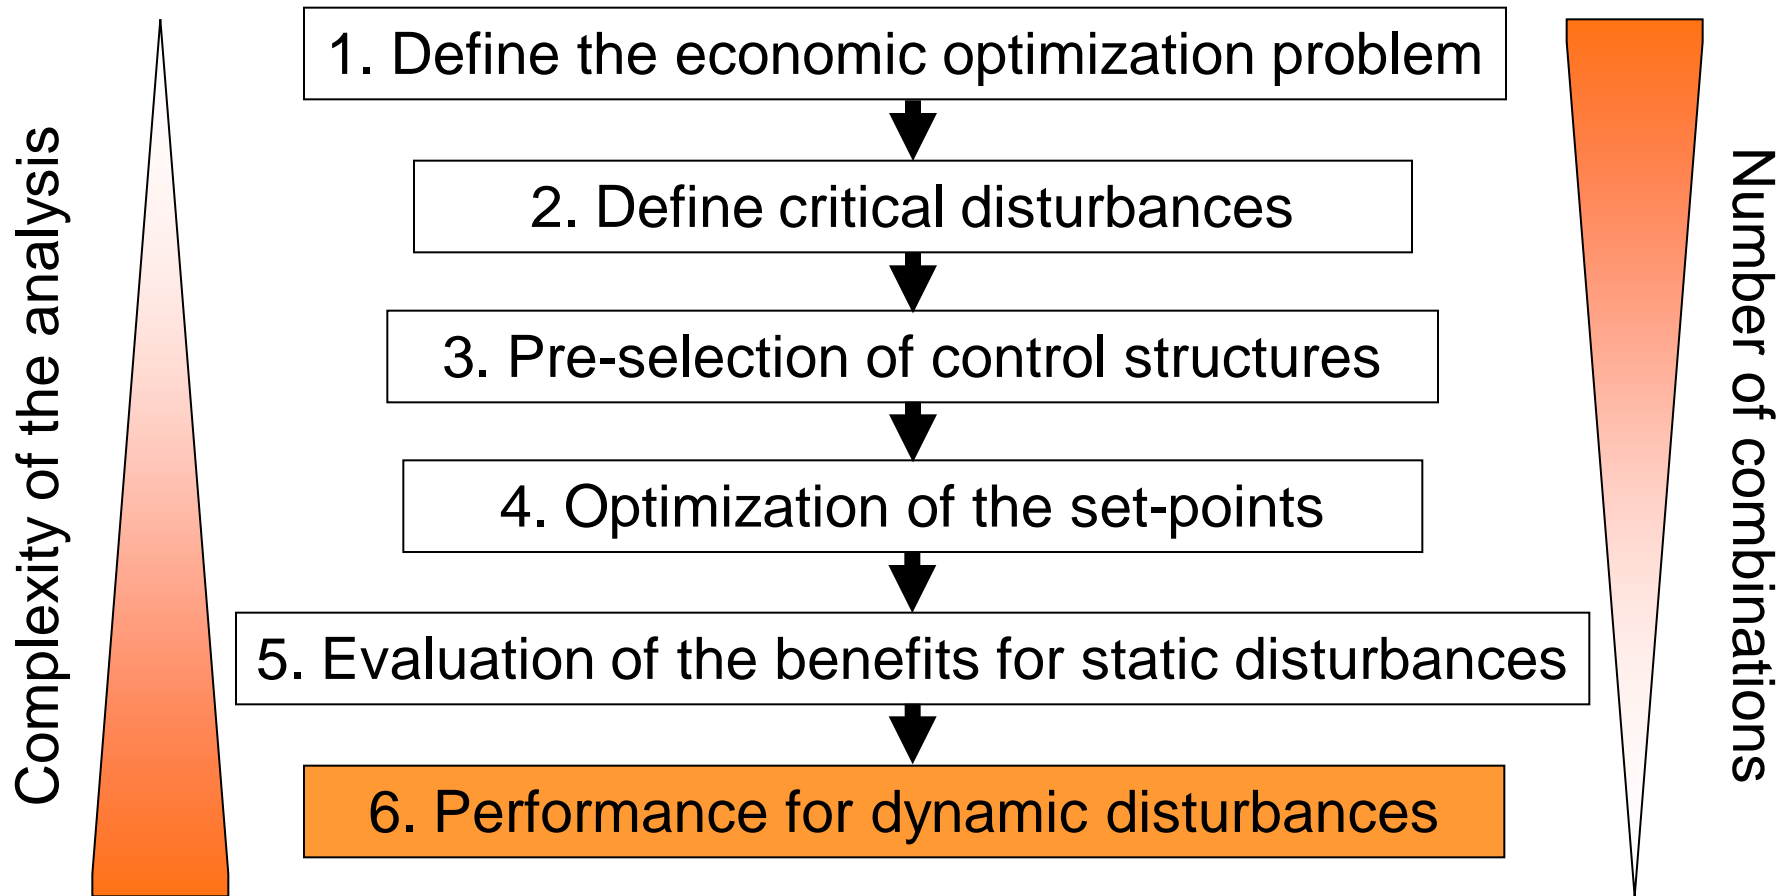 Complexity of the analysis
1. Define the economic optimization problem
2. Define critical disturbances
3. Pre-selection of control structures
4. Optimization of the set-points
5. Evaluation of the benefits for static disturbances
6. Performance for dynamic disturbances
Number of combinations